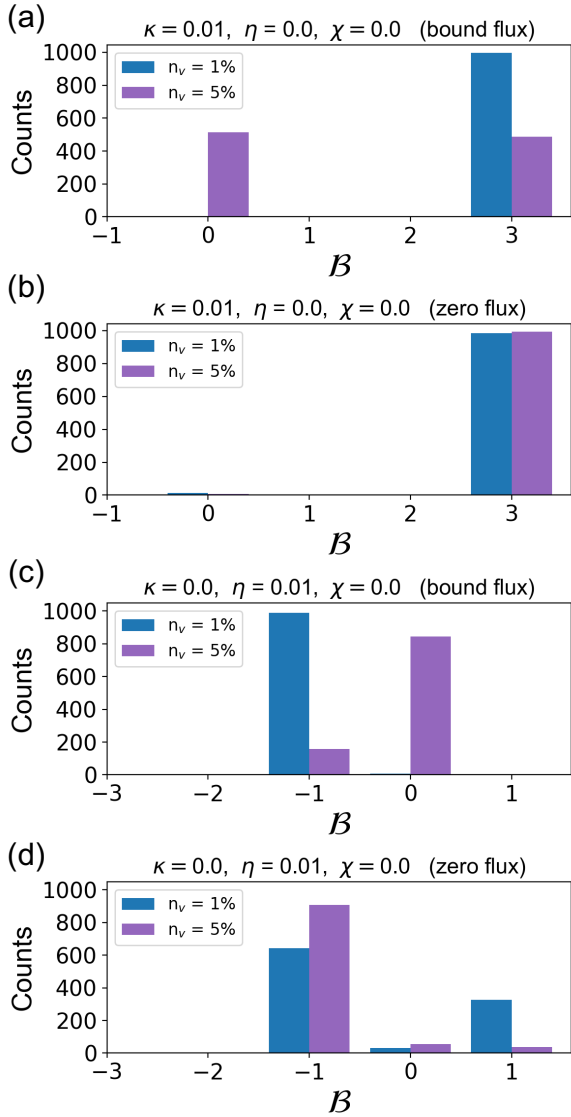 (a)
κ = 0.01, η = 0.0, χ = 0.0 (bound flux)
1000
800
600
400
200
0
Counts
n_v = 1%
n_v = 5%
−1 0 1 2 3
ℬ
(b)
κ = 0.01, η = 0.0, χ = 0.0 (zero flux)
1000
800
600
400
200
0
Counts
n_v = 1%
n_v = 5%
−1 0 1 2 3
ℬ
(c)
κ = 0.0, η = 0.01, χ = 0.0 (bound flux)
1000
800
600
400
200
0
Counts
n_v = 1%
n_v = 5%
−3 −2 −1 0 1
ℬ
(d)
κ = 0.0, η = 0.01, χ = 0.0 (zero flux)
1000
800
600
400
200
0
Counts
n_v = 1%
n_v = 5%
−3 −2 −1 0 1
ℬ